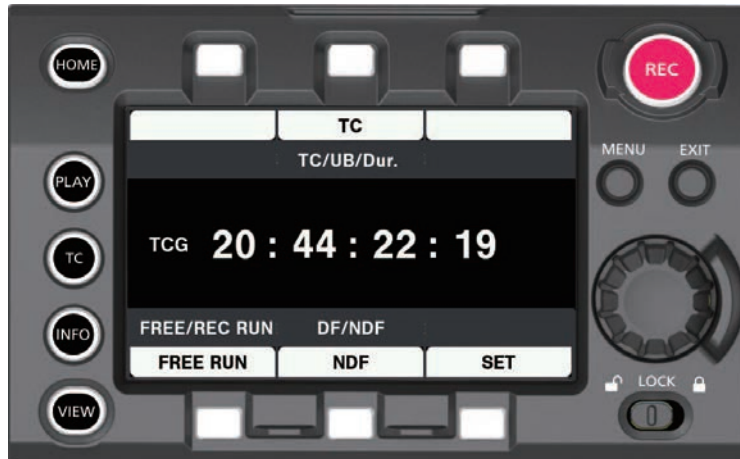 HOME
REC
TC
TC/UB/Dur.
MENU EXIT
PLAY
TCG 20 : 44 : 22 : 19
TC
INFO
FREE/REC RUN DF/NDF
FREE RUN NDF SET
LOCK
VIEW